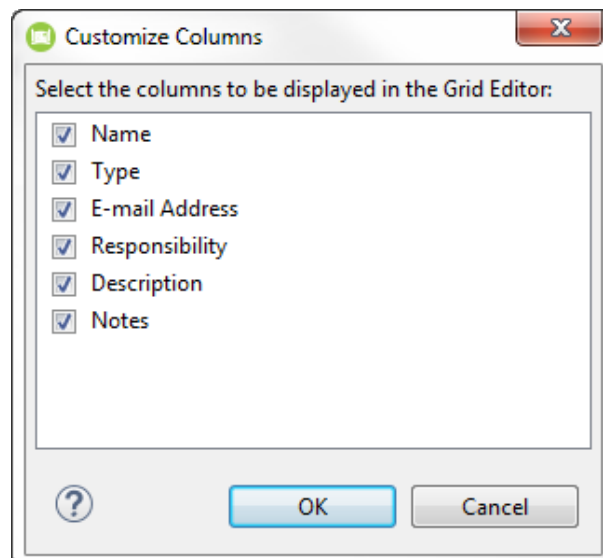 Customize Columns
Select the columns to be displayed in the Grid Editor:
Name
Type
E-mail Address
Responsibility
Description
Notes
?
OK
Cancel